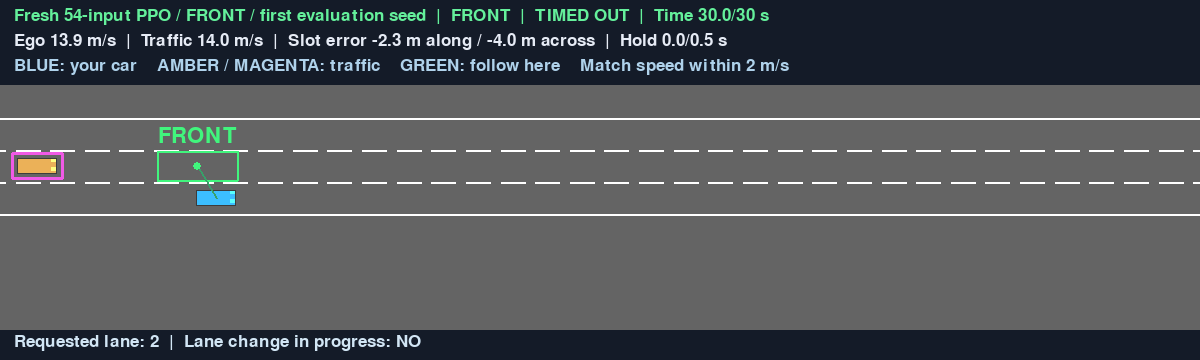 Fresh 54-input PPO / FRONT / first evaluation seed | FRONT | TIMED OUT | Time 30.0/30 s
Ego 13.9 m/s | Traffic 14.0 m/s | Slot error -2.3 m along / -4.0 m across | Hold 0.0/0.5 s
BLUE: your car AMBER / MAGENTA: traffic GREEN: follow here Match speed within 2 m/s
FRONT
Requested lane: 2 | Lane change in progress: NO